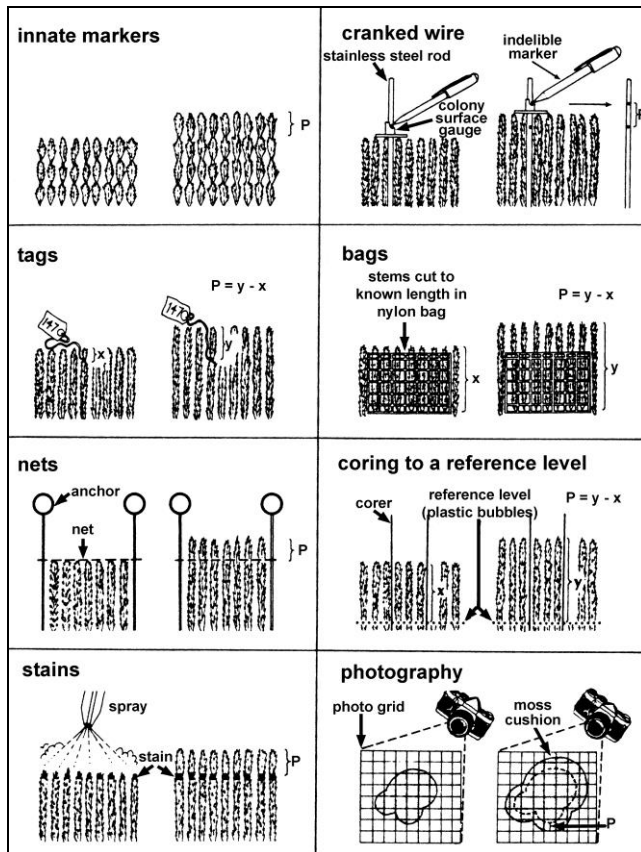 innate markers
P
cranked wire
stainless steel rod
indelible
marker
colony
surface
gauge
tags
P = y - x
147
x
147
y
bags
stems cut to
known length in
nylon bag
P = y - x
x
y
nets
anchor
net
P
coring to a reference level
corer
reference level
(plastic bubbles)
P = y - x
x
y
stains
spray
stain
P
photography
photo grid
moss
cushion
P